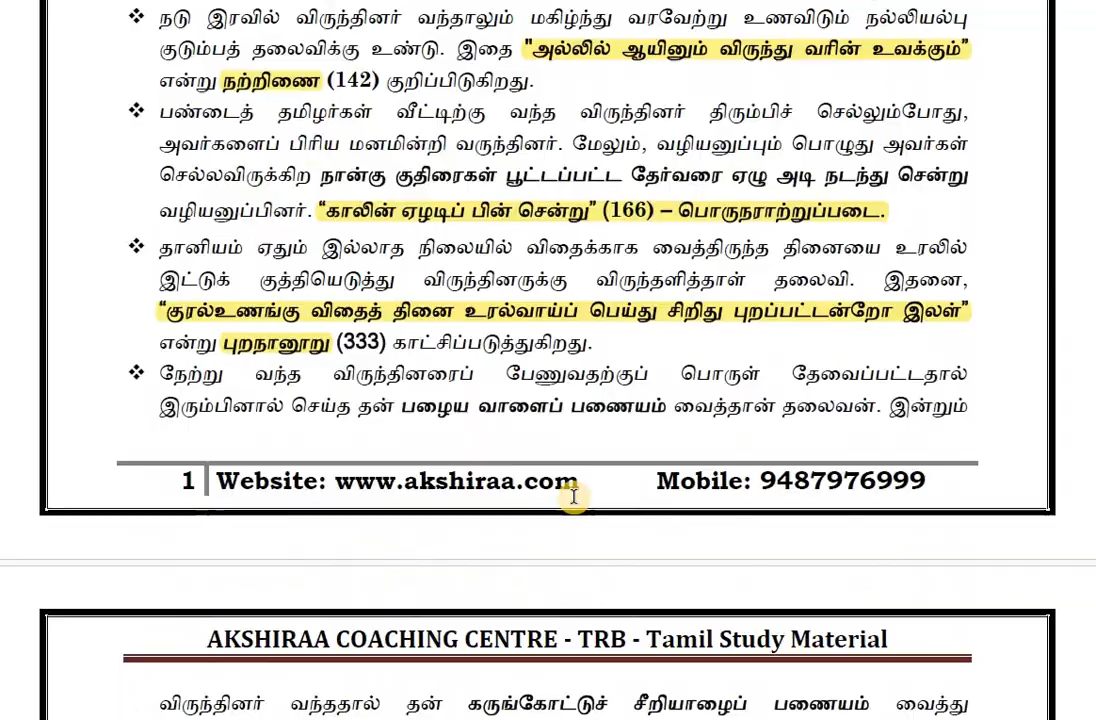 ❖ நடு இரவில் விருந்தினர் வந்தாலும் மகிழ்ந்து வரவேற்று உணவிடும் நல்லியல்பு
குடும்பத் தலைவிக்கு உண்டு. இதை "அல்லில் ஆயினும் விருந்து வரின் உவக்கும்"
என்று நற்றிணை (142) குறிப்பிடுகிறது.
❖ பண்டைத் தமிழர்கள் வீட்டிற்கு வந்த விருந்தினர் திரும்பிச் செல்லும்போது,
அவர்களைப் பிரிய மனமின்றி வருந்தினர். மேலும், வழியனுப்பும் பொழுது அவர்கள்
செல்லவிருக்கிற நான்கு குதிரைகள் பூட்டப்பட்ட தேர்வரை ஏழு அடி நடந்து சென்று
வழியனுப்பினர். “காலின் ஏழடிப் பின் சென்று” (166) – பொருநராற்றுப்படை.
❖ தானியம் ஏதும் இல்லாத நிலையில் விதைக்காக வைத்திருந்த தினையை உரலில்
இட்டுக் குத்தியெடுத்து விருந்தினருக்கு விருந்தளித்தாள் தலைவி. இதனை,
“குரல்உணங்கு விதைத் தினை உரல்வாய்ப் பெய்து சிறிது புறப்பட்டன்றோ இலள்”
என்று புறநானூறு (333) காட்சிப்படுத்துகிறது.
❖ நேற்று வந்த விருந்தினரைப் பேணுவதற்குப் பொருள் தேவைப்பட்டதால்
இரும்பினால் செய்த தன் பழைய வாளைப் பணையம் வைத்தான் தலைவன். இன்றும்
1 Website: www.akshiraa.com Mobile: 9487976999
AKSHIRAA COACHING CENTRE - TRB - Tamil Study Material
விருந்தினர் வந்ததால் தன் கருங்கோட்டுச் சீறியாழைப் பணையம் வைத்து